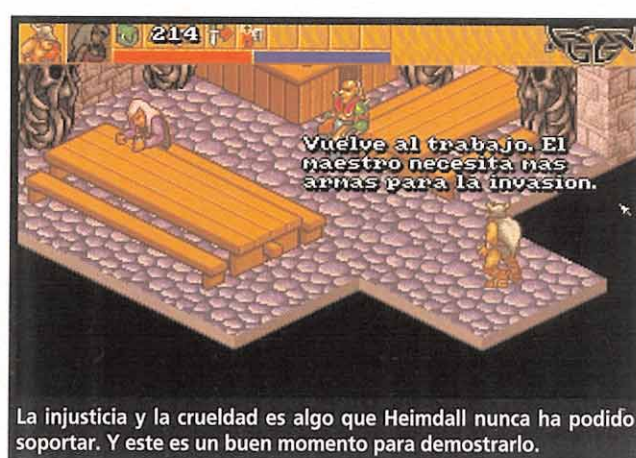 214
Vuelve al trabajo. El
maestro necesita mas
armas para la invasion.
La injusticia y la crueldad es algo que Heimdall nunca ha podido
soportar. Y este es un buen momento para demostrarlo.